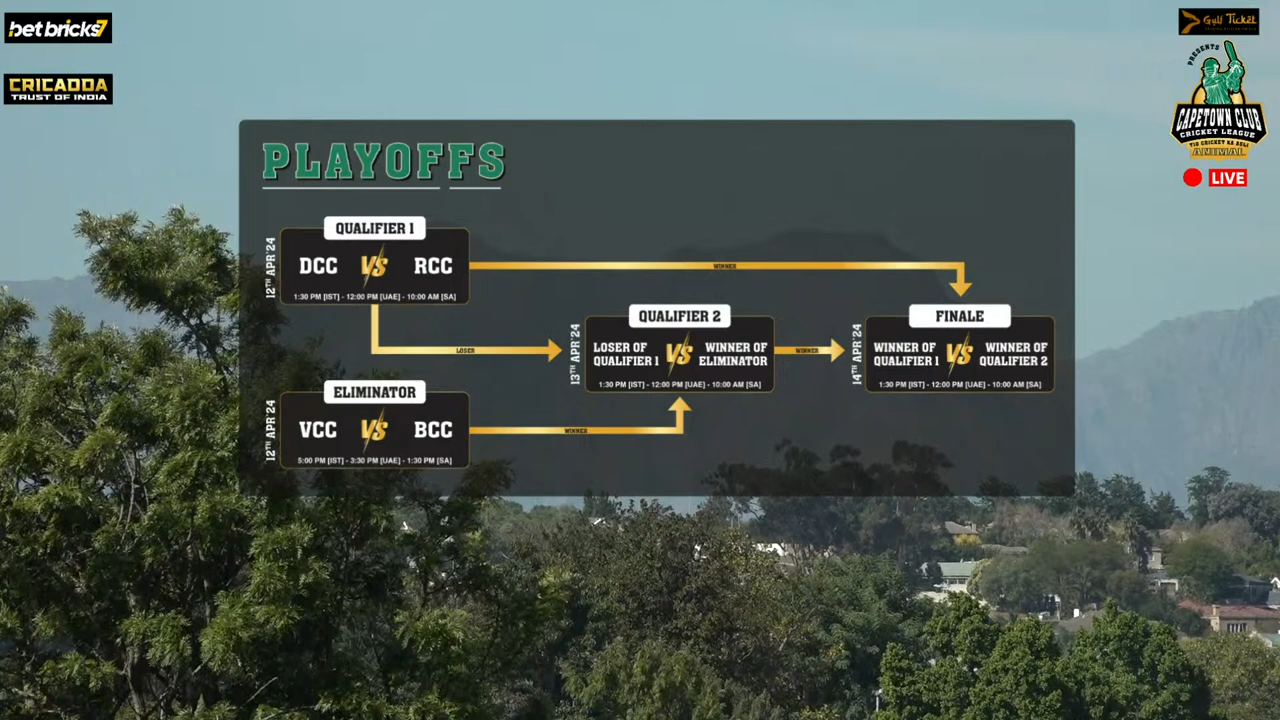 betbricks7
CRICADDA
TRUST OF INDIA
Gulf Ticket
PRESENTS
CAPETOWN CLUB
CRICKET LEAGUE
ANIMAL
LIVE
PLAYOFFS
QUALIFIER 1
12TH APR'24
DCC VS RCC
1:30 PM [IST] - 12:00 PM [UAE] - 10:00 AM [SA]
WINNER
LOSER
QUALIFIER 2
13TH APR'24
LOSER OF QUALIFIER 1 VS WINNER OF ELIMINATOR
1:30 PM [IST] - 12:00 PM [UAE] - 10:00 AM [SA]
WINNER
FINALE
14TH APR'24
WINNER OF QUALIFIER 1 VS WINNER OF QUALIFIER 2
1:30 PM [IST] - 12:00 PM [UAE] - 10:00 AM [SA]
ELIMINATOR
12TH APR'24
VCC VS BCC
5:00 PM [IST] - 3:30 PM [UAE] - 1:30 PM [SA]
WINNER